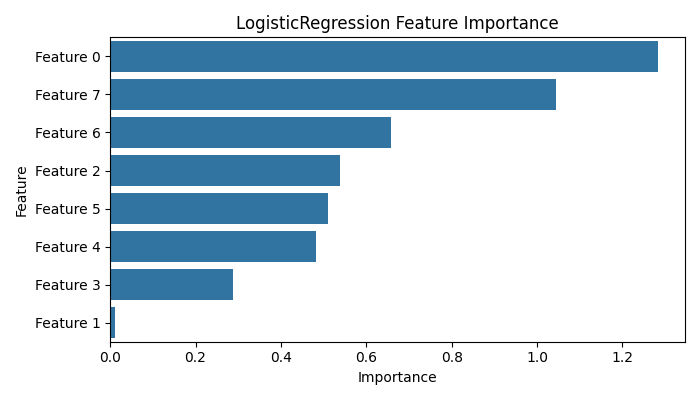 LogisticRegression Feature Importance
Feature
Feature 0
Feature 7
Feature 6
Feature 2
Feature 5
Feature 4
Feature 3
Feature 1
0.0 0.2 0.4 0.6 0.8 1.0 1.2
Importance